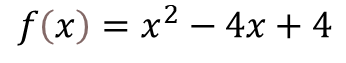 f(x) = x² − 4x + 4